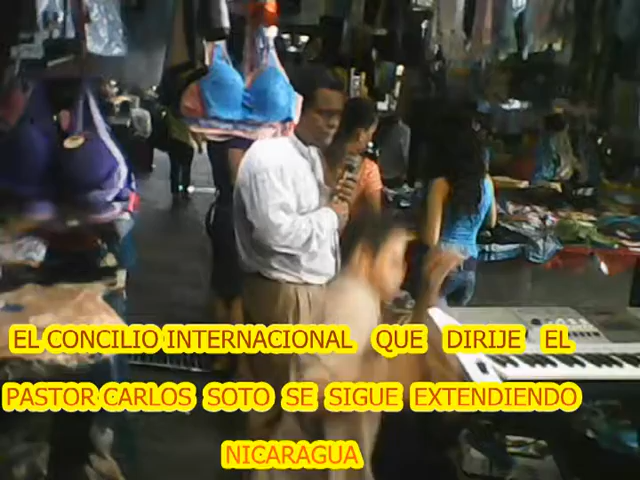 EL CONCILIO INTERNACIONAL QUE DIRIJE EL
PASTOR CARLOS SOTO SE SIGUE EXTENDIENDO
NICARAGUA